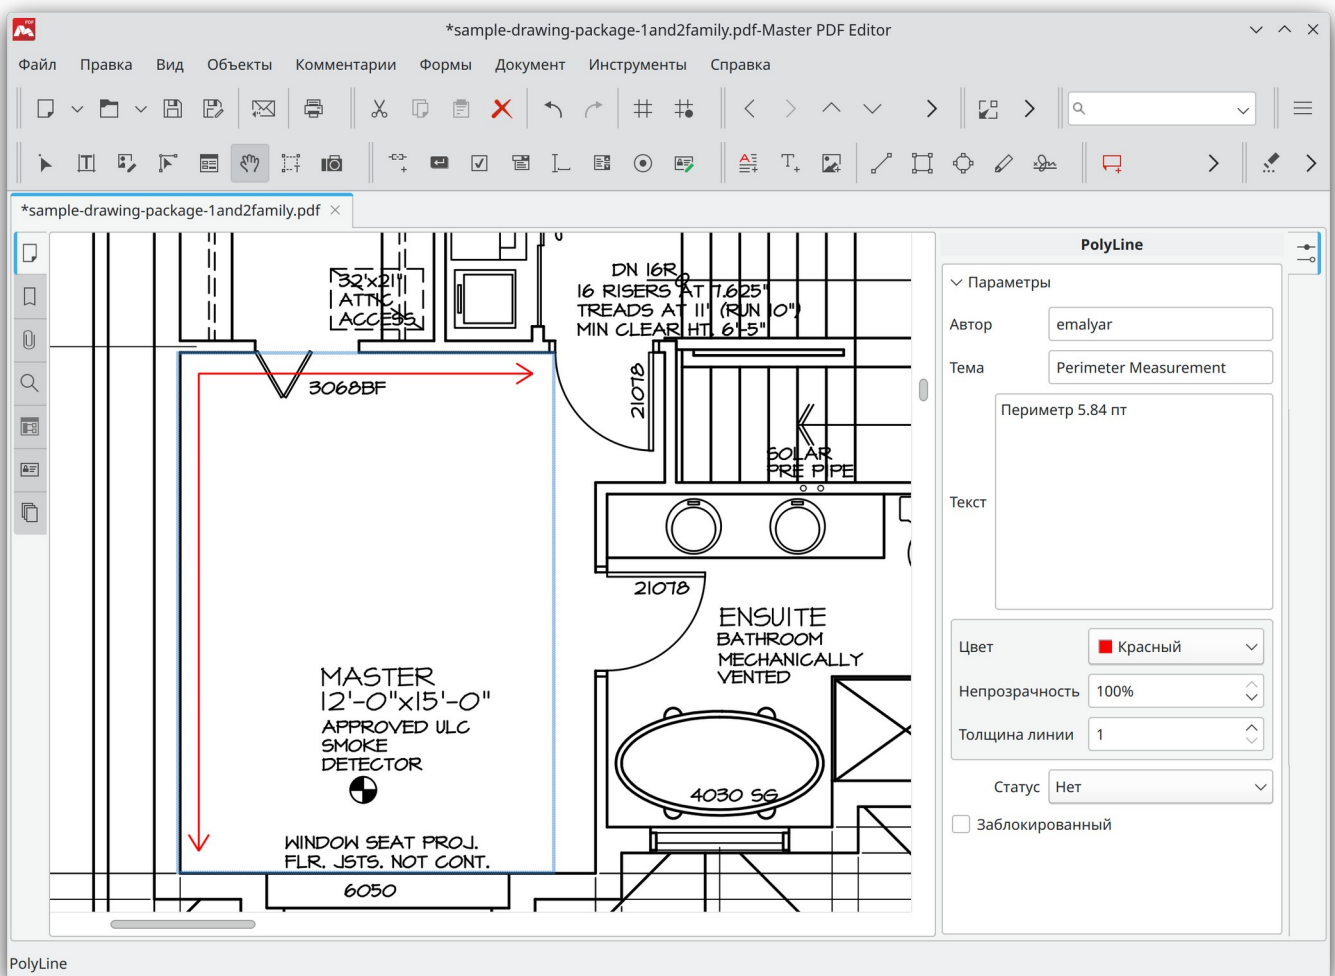 *sample-drawing-package-1and2family.pdf-Master PDF Editor
Файл Правка Вид Объекты Комментарии Формы Документ Инструменты Справка
*sample-drawing-package-1and2family.pdf
PolyLine
Параметры
Автор emalyar
Тема Perimeter Measurement
Текст Периметр 5.84 пт
Цвет Красный
Непрозрачность 100%
Толщина линии 1
Статус Нет
Заблокированный
32"x21"
ATTIC
ACCESS
DN 16R
16 RISERS AT 7.625"
TREADS AT 11" (RUN 10")
MIN CLEAR HT. 6'-5"
3068BF
21078
SOLAR
PRE PIPE
21078
ENSUITE
BATHROOM
MECHANICALLY
VENTED
MASTER
12'-0"x15'-0"
APPROVED ULC
SMOKE
DETECTOR
4030 SG
WINDOW SEAT PROJ.
FLR. JSTS. NOT CONT.
6050
PolyLine